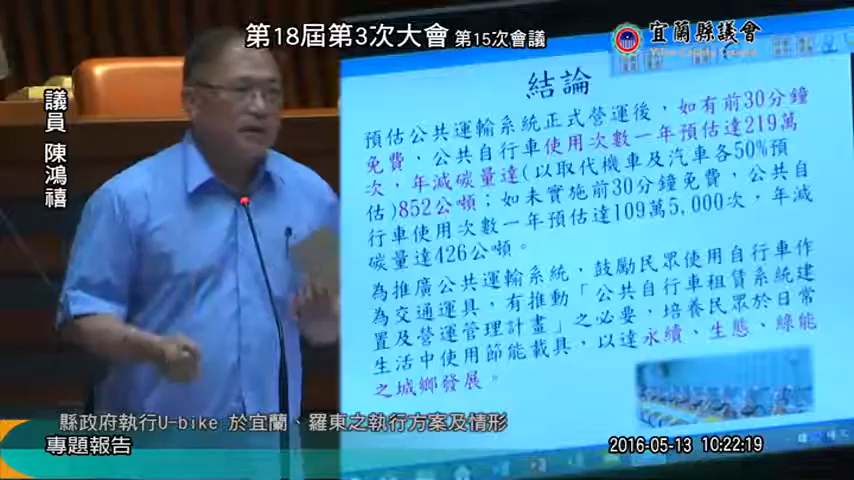 第18屆第3次大會 第15次會議
宜蘭縣議會
Yilan County Council
議員 陳鴻禧
結論
預估公共運輸系統正式營運後，如有前30分鐘
免費，公共自行車使用次數一年預估達219萬
次，年減碳量達(以取代機車及汽車各50%預
估)852公噸；如未實施前30分鐘免費，公共自
行車使用次數一年預估達109萬5,000次，年減
碳量達426公噸。
為推廣公共運輸系統，鼓勵民眾使用自行車作
為交通運具，有推動「公共自行車租賃系統建
置及營運管理計畫」之必要，培養民眾於日常
生活中使用節能載具，以達永續、生態、綠能
之城鄉發展。
縣政府執行U-bike 於宜蘭、羅東之執行方案及情形
專題報告
2016-05-13 10:22:19